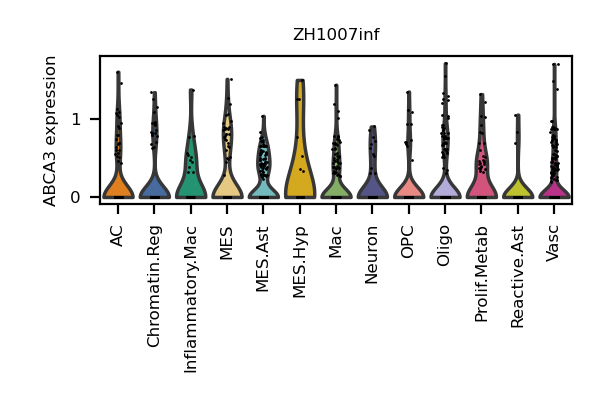 ZH1007inf
ABCA3 expression
1
0
AC
Chromatin.Reg
Inflammatory.Mac
MES
MES.Ast
MES.Hyp
Mac
Neuron
OPC
Oligo
Prolif.Metab
Reactive.Ast
Vasc